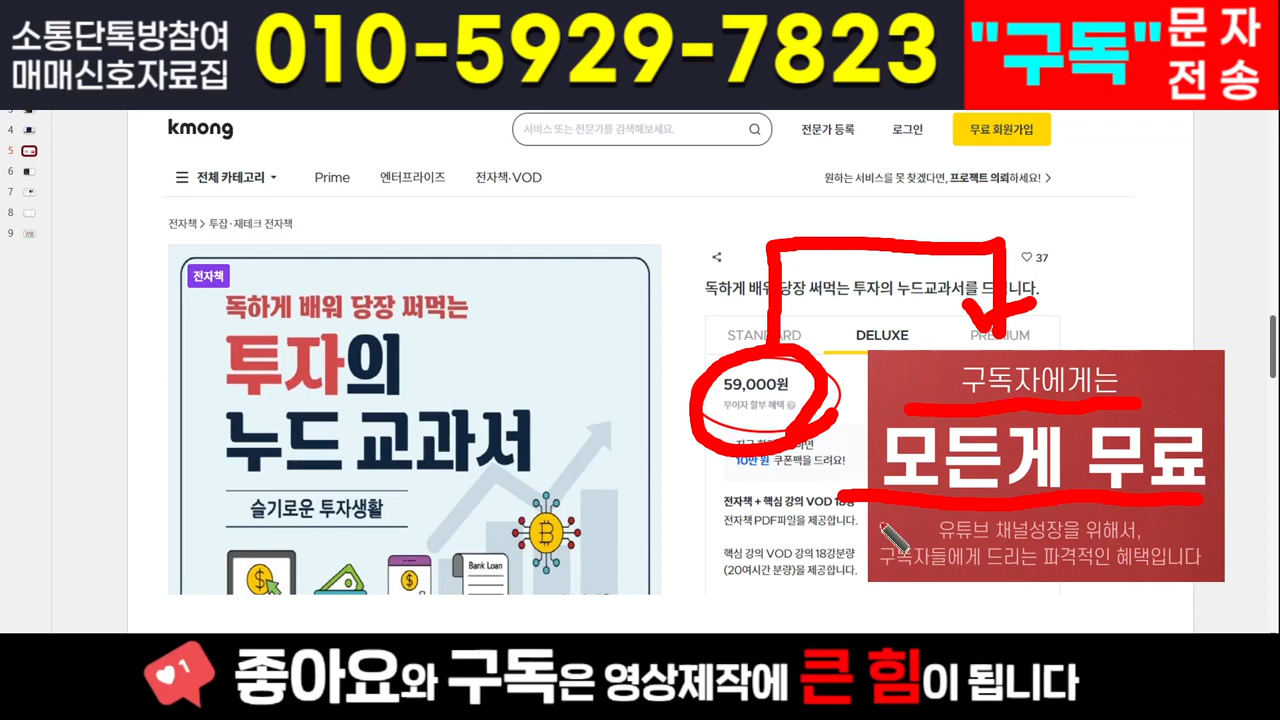 소통단톡방참여
매매신호자료집
010-5929-7823
"구독"
문자
전송
kmong
서비스 또는 전문가를 검색해보세요.
전문가 등록
로그인
무료 회원가입
전체 카테고리
Prime
엔터프라이즈
전자책·VOD
원하는 서비스를 못 찾겠다면, 프로젝트 의뢰하세요!
전자책 > 투잡·재테크 전자책
4
5
6
7
8
9
전자책
독하게 배워 당장 써먹는
투자의
누드 교과서
슬기로운 투자생활
Bank Loan
37
독하게 배워 당장 써먹는 투자의 누드교과서를 드립니다.
STANDARD
DELUXE
PREMIUM
59,000원
무이자 할부 혜택
10만 원 쿠폰팩을 드려요!
전자책 + 핵심 강의 VOD 18강
전자책 PDF파일을 제공합니다.
핵심 강의 VOD 강의 18강분량
(20여시간 분량)을 제공합니다.
구독자에게는
모든게 무료
유튜브 채널성장을 위해서,
구독자들에게 드리는 파격적인 혜택입니다
1
좋아요와 구독은 영상제작에 큰 힘이 됩니다